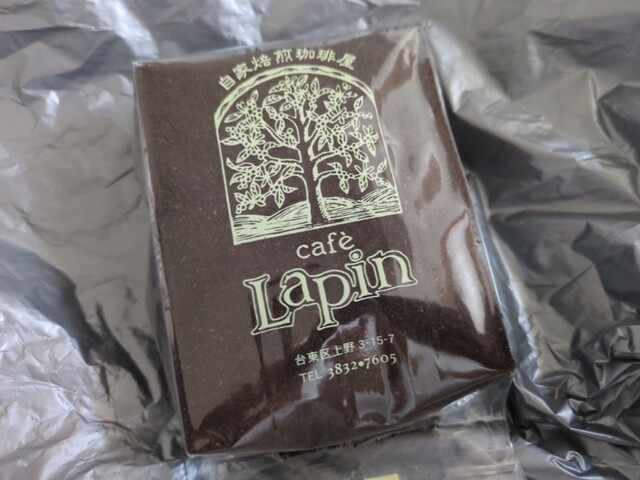 自家焙煎珈琲屋
cafè
Lapin
台東区上野 3-15-7
TEL 3832•7605